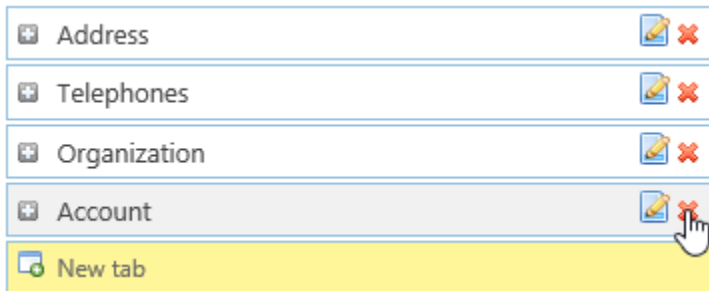 Address
Telephones
Organization
Account
New tab